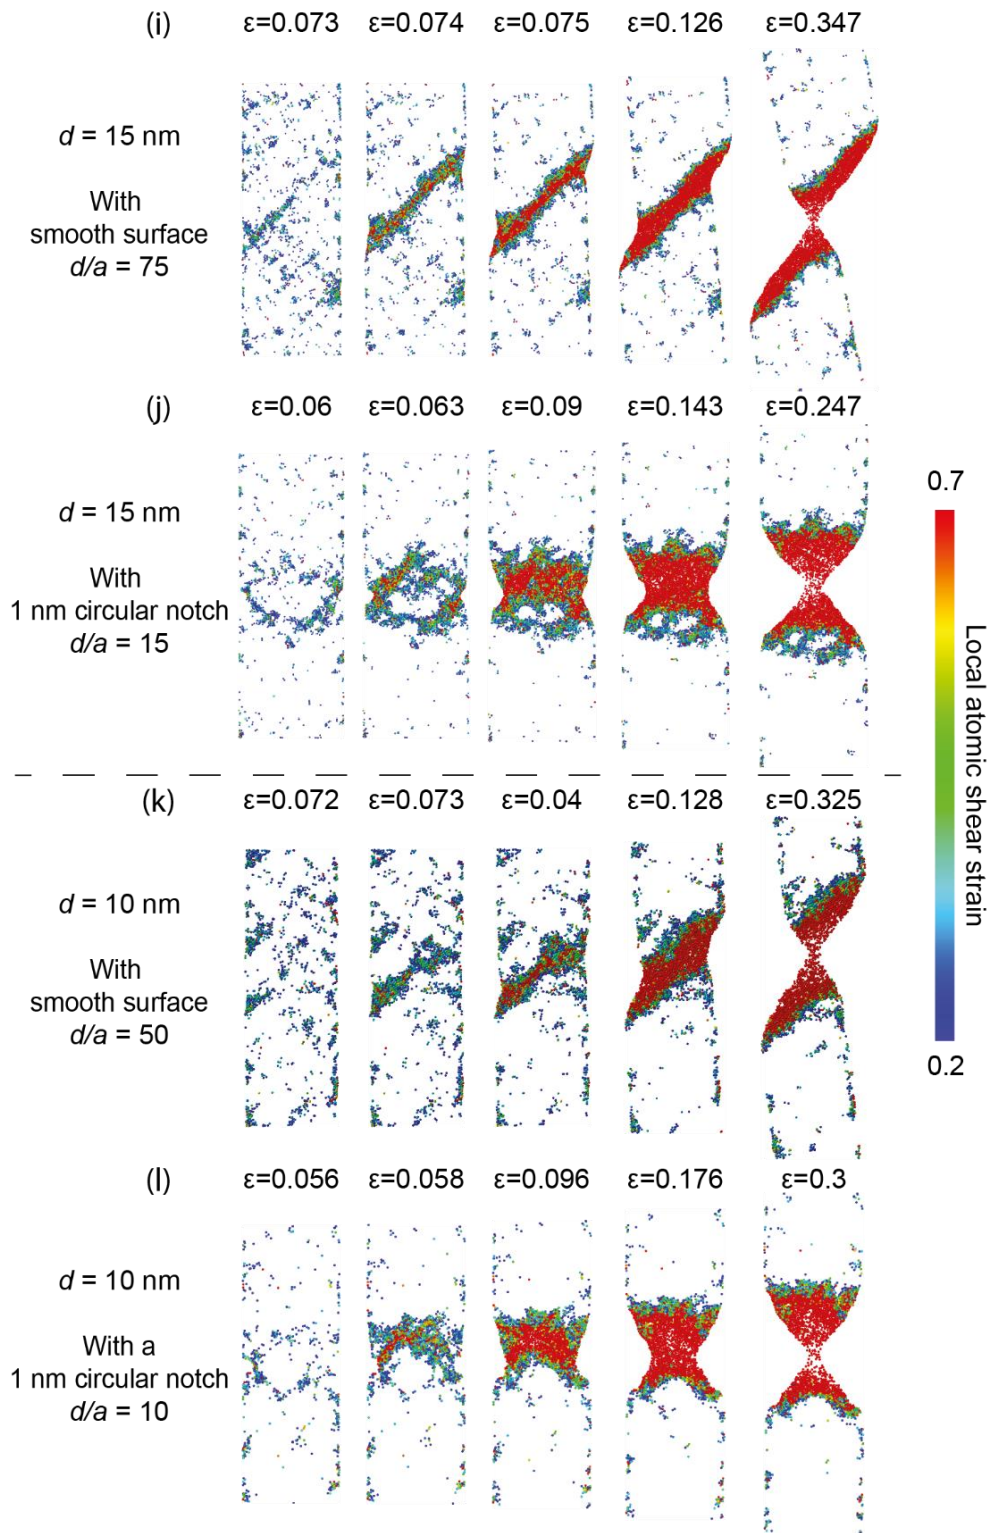 (i) ε=0.073 ε=0.074 ε=0.075 ε=0.126 ε=0.347
d = 15 nm
With
smooth surface
d/a = 75
(j) ε=0.06 ε=0.063 ε=0.09 ε=0.143 ε=0.247
d = 15 nm
With
1 nm circular notch
d/a = 15
(k) ε=0.072 ε=0.073 ε=0.04 ε=0.128 ε=0.325
d = 10 nm
With
smooth surface
d/a = 50
(l) ε=0.056 ε=0.058 ε=0.096 ε=0.176 ε=0.3
d = 10 nm
With a
1 nm circular notch
d/a = 10
0.7
Local atomic shear strain
0.2